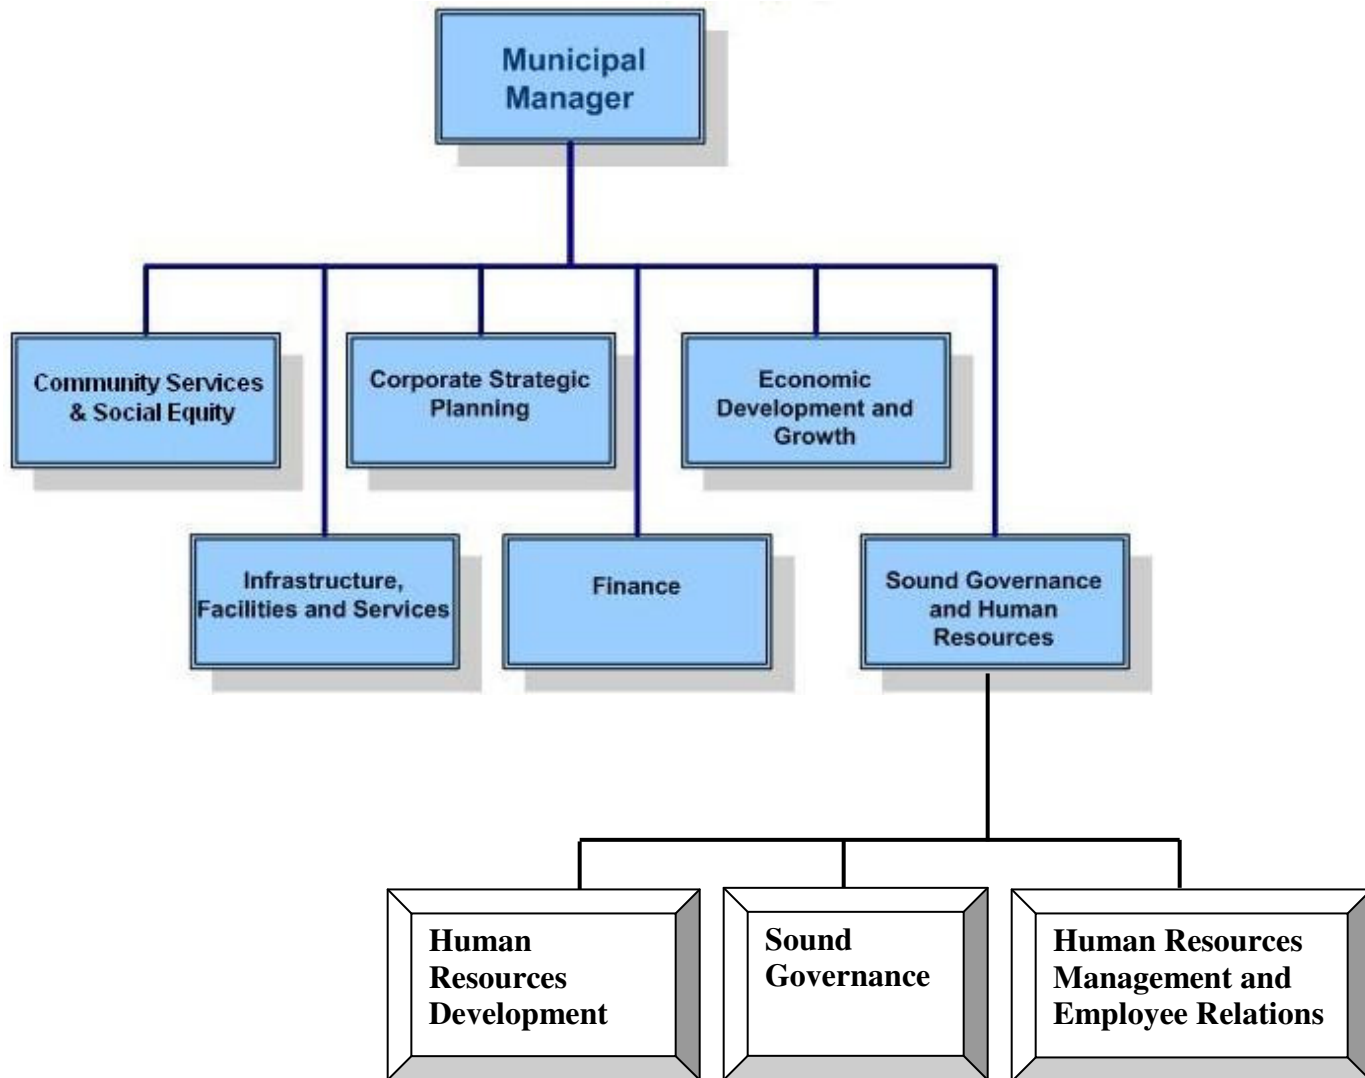 Municipal
Manager
Community Services
& Social Equity
Corporate Strategic
Planning
Economic
Development and
Growth
Infrastructure,
Facilities and Services
Finance
Sound Governance
and Human
Resources
Human
Resources
Development
Sound
Governance
Human Resources
Management and
Employee Relations